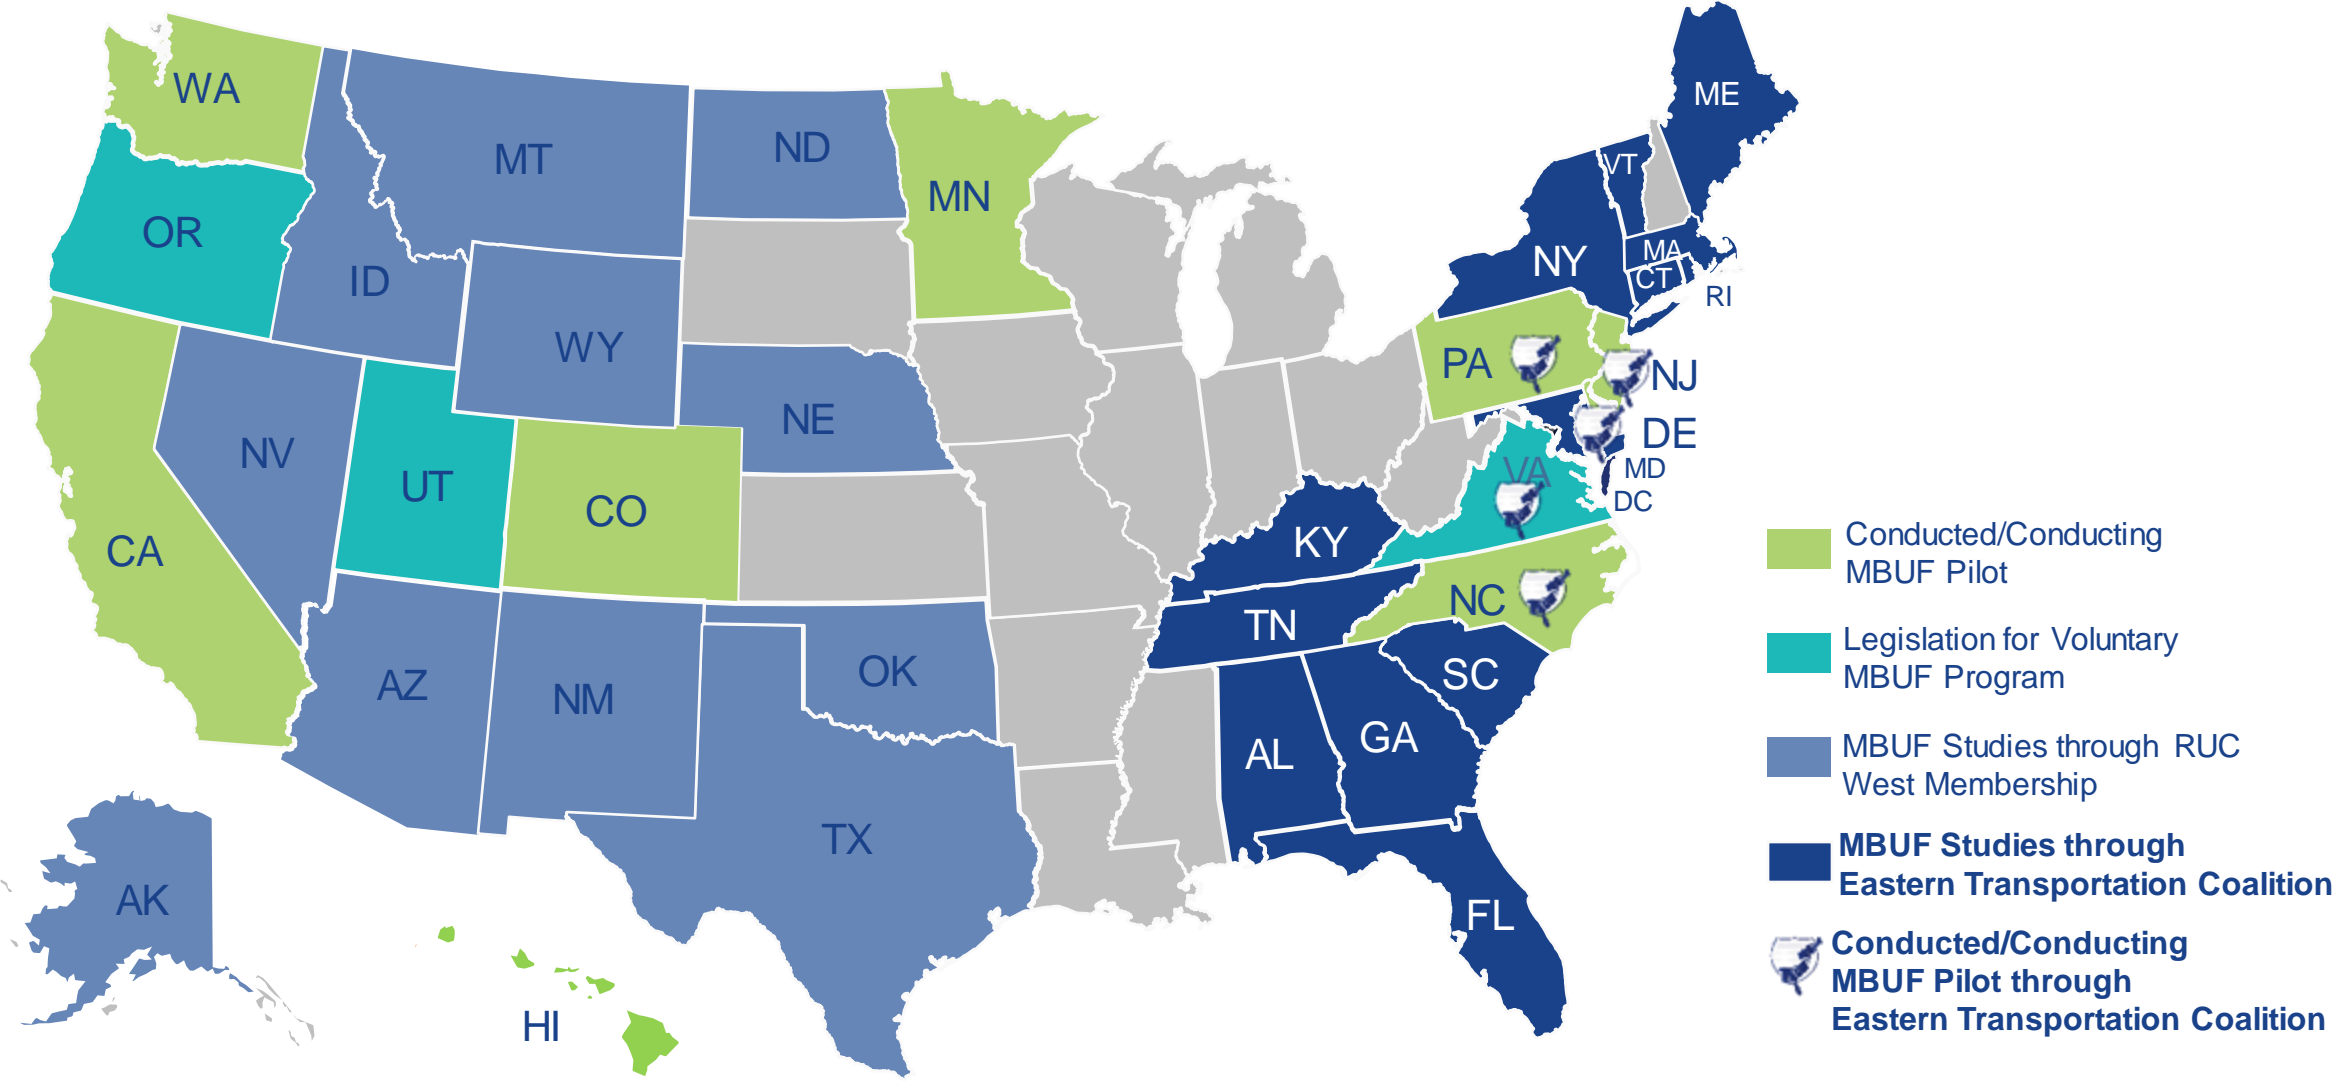 WA
ME
MT
ND
VT
MN
OR
MA
NY
ID
CT
RI
WY
PA
NJ
NE
DE
NV
VA
MD
UT
DC
CO
KY
CA
NC
TN
OK
SC
AZ
NM
GA
AL
TX
AK
FL
HI
Conducted/Conducting
MBUF Pilot
Legislation for Voluntary
MBUF Program
MBUF Studies through RUC
West Membership
MBUF Studies through
Eastern Transportation Coalition
Conducted/Conducting
MBUF Pilot through
Eastern Transportation Coalition